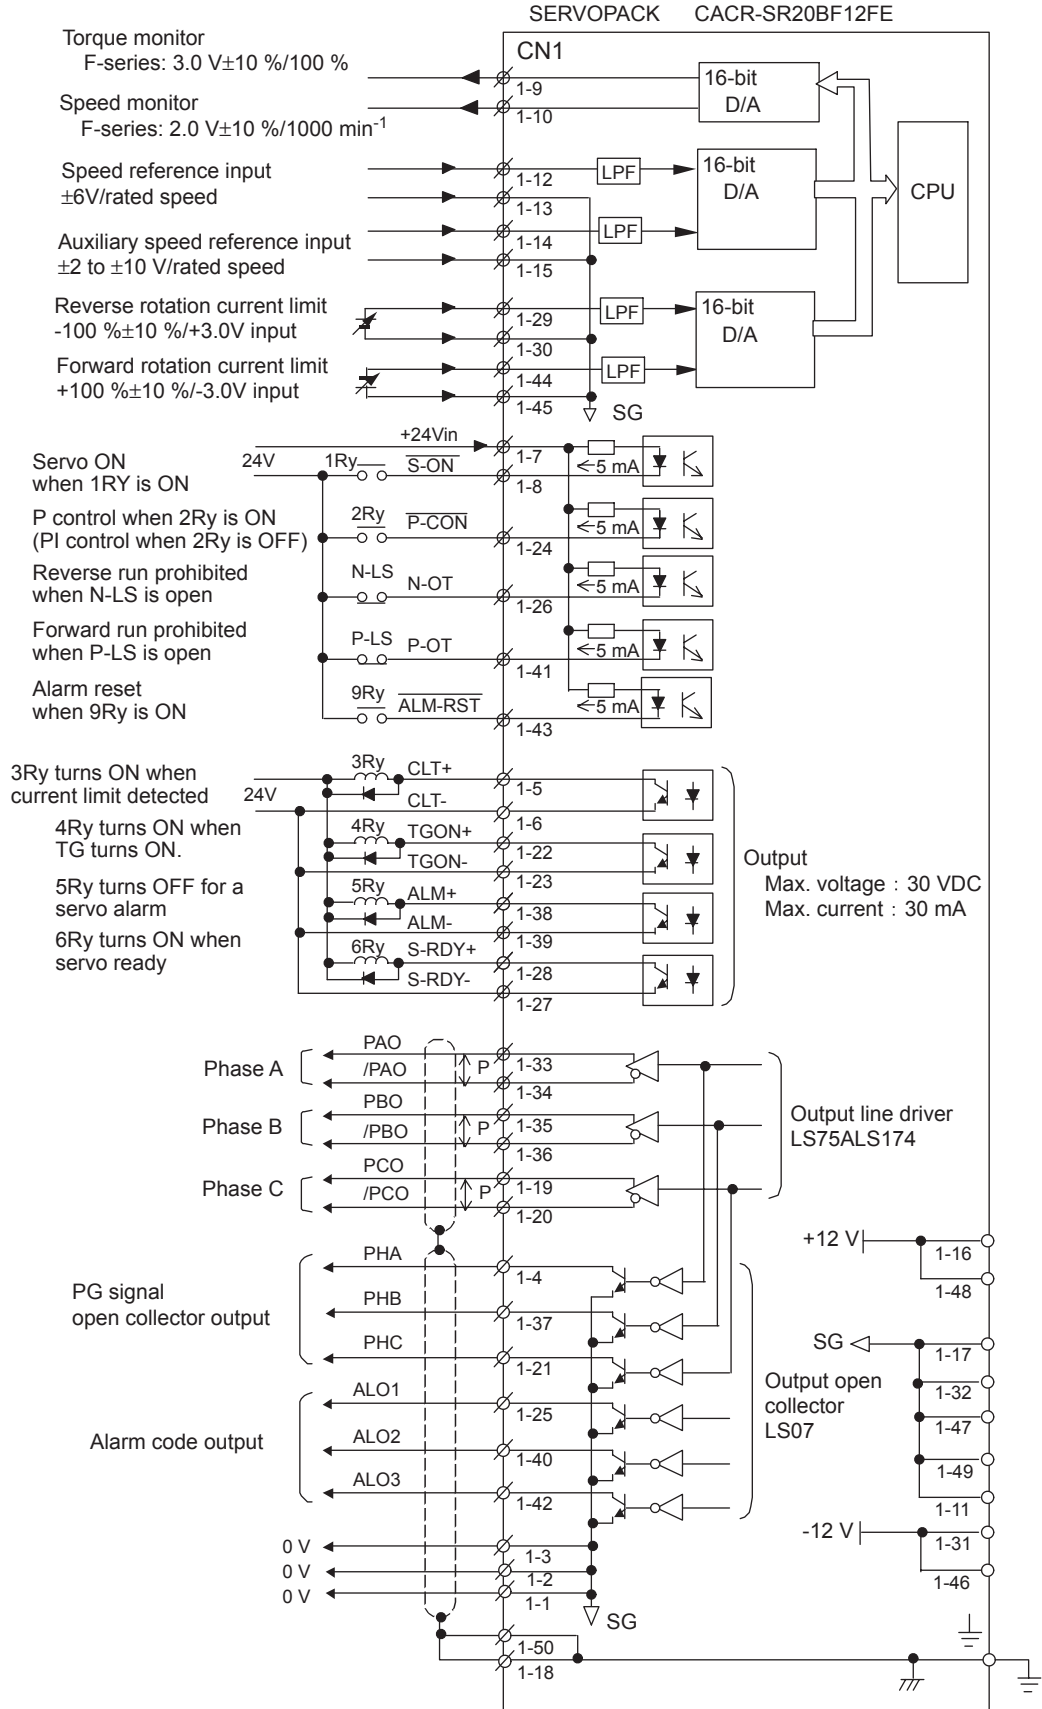 SERVOPACK CACR-SR20BF12FE
CN1
Torque monitor
F-series: 3.0 V±10 %/100 %
1-9
16-bit
D/A
Speed monitor
F-series: 2.0 V±10 %/1000 min-1
1-10
CPU
Speed reference input
±6V/rated speed
1-12
LPF
16-bit
D/A
1-13
Auxiliary speed reference input
±2 to ±10 V/rated speed
1-14
LPF
1-15
Reverse rotation current limit
-100 %±10 %/+3.0V input
1-29
LPF
16-bit
D/A
1-30
Forward rotation current limit
+100 %±10 %/-3.0V input
1-44
LPF
1-45
SG
+24Vin
1-7
Servo ON
when 1RY is ON
24V
1Ry
S-ON
1-8
5 mA
P control when 2Ry is ON
(PI control when 2Ry is OFF)
2Ry
P-CON
1-24
5 mA
Reverse run prohibited
when N-LS is open
N-LS
N-OT
1-26
5 mA
Forward run prohibited
when P-LS is open
P-LS
P-OT
1-41
5 mA
Alarm reset
when 9Ry is ON
9Ry
ALM-RST
1-43
5 mA
3Ry turns ON when
current limit detected
24V
3Ry
CLT+
1-5
CLT-
1-6
4Ry turns ON when
TG turns ON.
4Ry
TGON+
1-22
TGON-
1-23
5Ry turns OFF for a
servo alarm
5Ry
ALM+
1-38
ALM-
1-39
6Ry turns ON when
servo ready
6Ry
S-RDY+
1-28
S-RDY-
1-27
Output
Max. voltage : 30 VDC
Max. current : 30 mA
Phase A
PAO
1-33
/PAO
P
1-34
Phase B
PBO
1-35
/PBO
P
1-36
Phase C
PCO
1-19
/PCO
P
1-20
Output line driver
LS75ALS174
PG signal
open collector output
PHA
1-4
PHB
1-37
PHC
1-21
Alarm code output
ALO1
1-25
ALO2
1-40
ALO3
1-42
Output open
collector
LS07
0 V
1-3
0 V
1-2
0 V
1-1
SG
1-50
1-18
+12 V
1-16
1-48
SG
1-17
1-32
1-47
1-49
1-11
-12 V
1-31
1-46